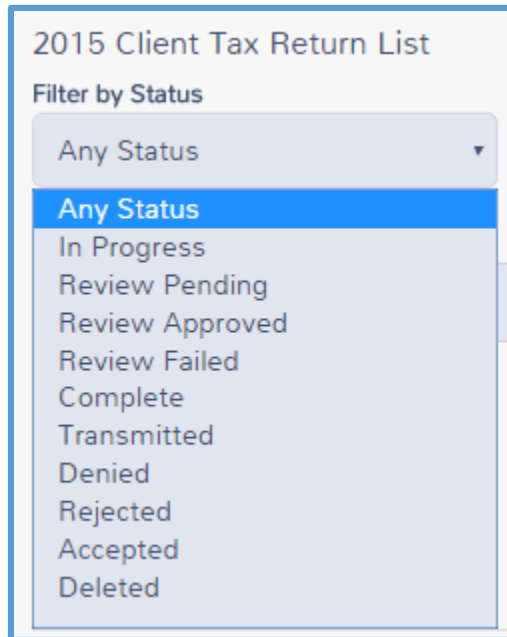 2015 Client Tax Return List
Filter by Status
Any Status
Any Status
In Progress
Review Pending
Review Approved
Review Failed
Complete
Transmitted
Denied
Rejected
Accepted
Deleted